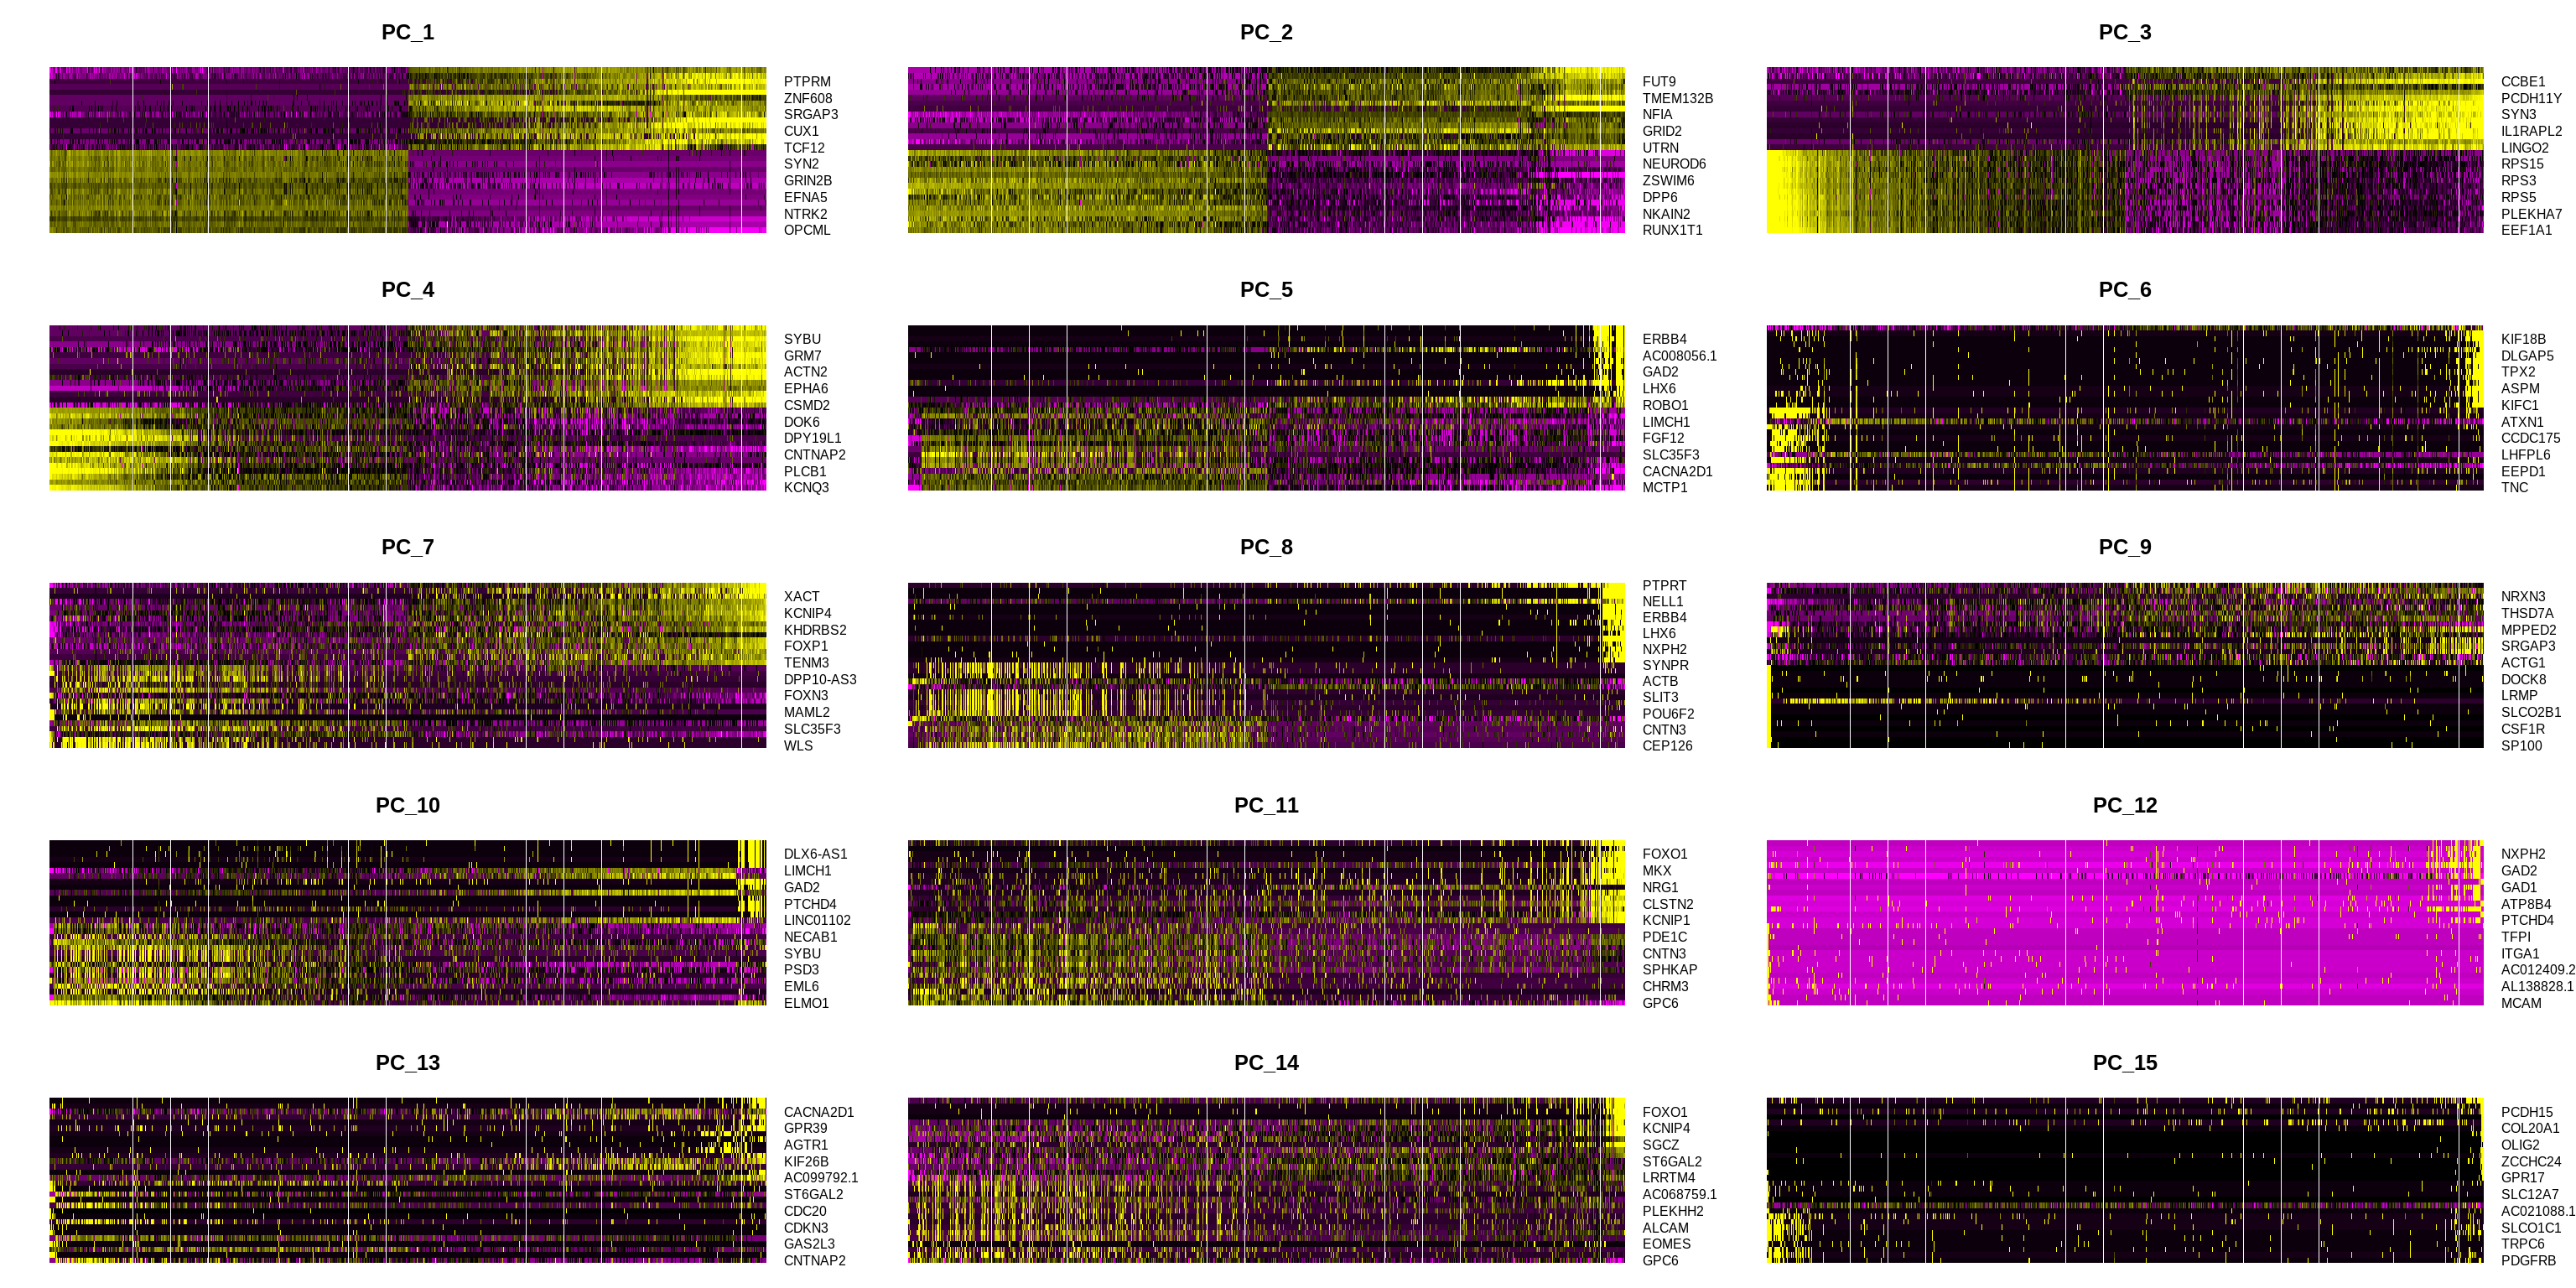 PC_1
PTPRM
ZNF608
SRGAP3
CUX1
TCF12
SYN2
GRIN2B
EFNA5
NTRK2
OPCML
PC_2
FUT9
TMEM132B
NFIA
GRID2
UTRN
NEUROD6
ZSWIM6
DPP6
NKAIN2
RUNX1T1
PC_3
CCBE1
PCDH11Y
SYN3
IL1RAPL2
LINGO2
RPS15
RPS3
RPS5
PLEKHA7
EEF1A1
PC_4
SYBU
GRM7
ACTN2
EPHA6
CSMD2
DOK6
DPY19L1
CNTNAP2
PLCB1
KCNQ3
PC_5
ERBB4
AC008056.1
GAD2
LHX6
ROBO1
LIMCH1
FGF12
SLC35F3
CACNA2D1
MCTP1
PC_6
KIF18B
DLGAP5
TPX2
ASPM
KIFC1
ATXN1
CCDC175
LHFPL6
EEPD1
TNC
PC_7
XACT
KCNIP4
KHDRBS2
FOXP1
TENM3
DPP10-AS3
FOXN3
MAML2
SLC35F3
WLS
PC_8
PTPRT
NELL1
ERBB4
LHX6
NXPH2
SYNPR
ACTB
SLIT3
POU6F2
CNTN3
CEP126
PC_9
NRXN3
THSD7A
MPPED2
SRGAP3
ACTG1
DOCK8
LRMP
SLCO2B1
CSF1R
SP100
PC_10
DLX6-AS1
LIMCH1
GAD2
PTCHD4
LINC01102
NECAB1
SYBU
PSD3
EML6
ELMO1
PC_11
FOXO1
MKX
NRG1
CLSTN2
KCNIP1
PDE1C
CNTN3
SPHKAP
CHRM3
GPC6
PC_12
NXPH2
GAD2
GAD1
ATP8B4
PTCHD4
TFPI
ITGA1
AC012409.2
AL138828.1
MCAM
PC_13
CACNA2D1
GPR39
AGTR1
KIF26B
AC099792.1
ST6GAL2
CDC20
CDKN3
GAS2L3
CNTNAP2
PC_14
FOXO1
KCNIP4
SGCZ
ST6GAL2
LRRTM4
AC068759.1
PLEKHH2
ALCAM
EOMES
GPC6
PC_15
PCDH15
COL20A1
OLIG2
ZCCHC24
GPR17
SLC12A7
AC021088.1
SLCO1C1
TRPC6
PDGFRB